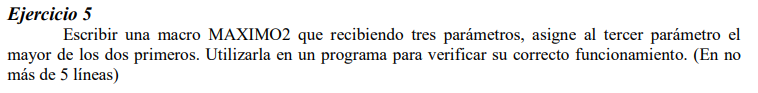 Ejercicio 5
Escribir una macro MAXIMO2 que recibiendo tres parámetros, asigne al tercer parámetro el
mayor de los dos primeros. Utilizarla en un programa para verificar su correcto funcionamiento. (En no
más de 5 líneas)